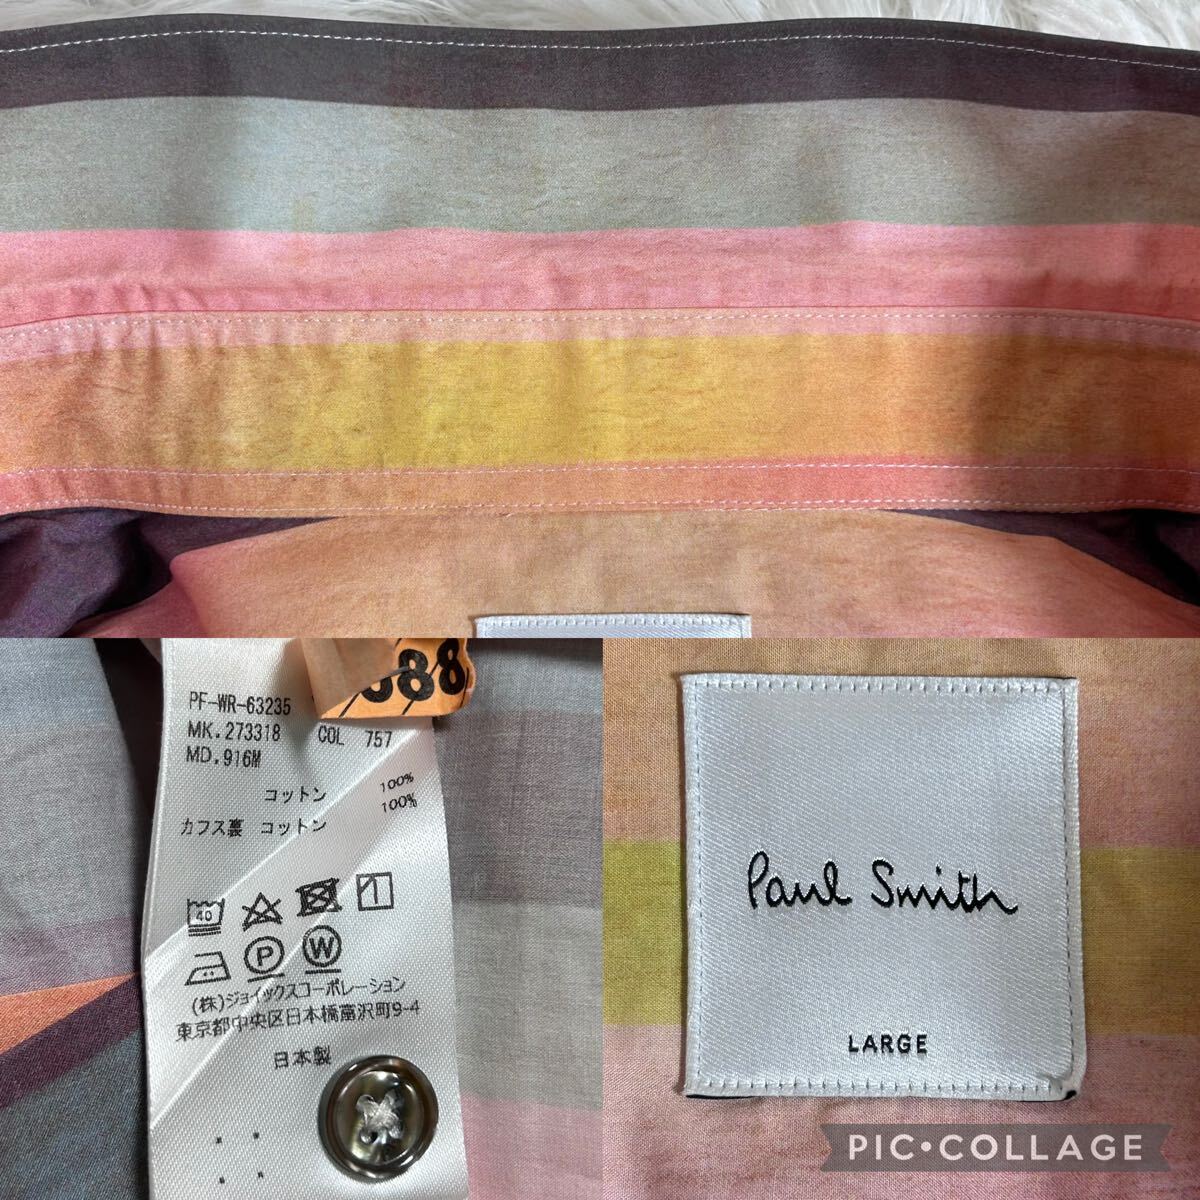 688
PF-WR-63235
MK.273318 COL 757
MD.916M
コットン 100%
カフス裏 コットン 100%
40
P W
(株)ジョイックスコーポレーション
東京都中央区日本橋富沢町9-4
日本製
Paul Smith
LARGE
PIC•COLLAGE